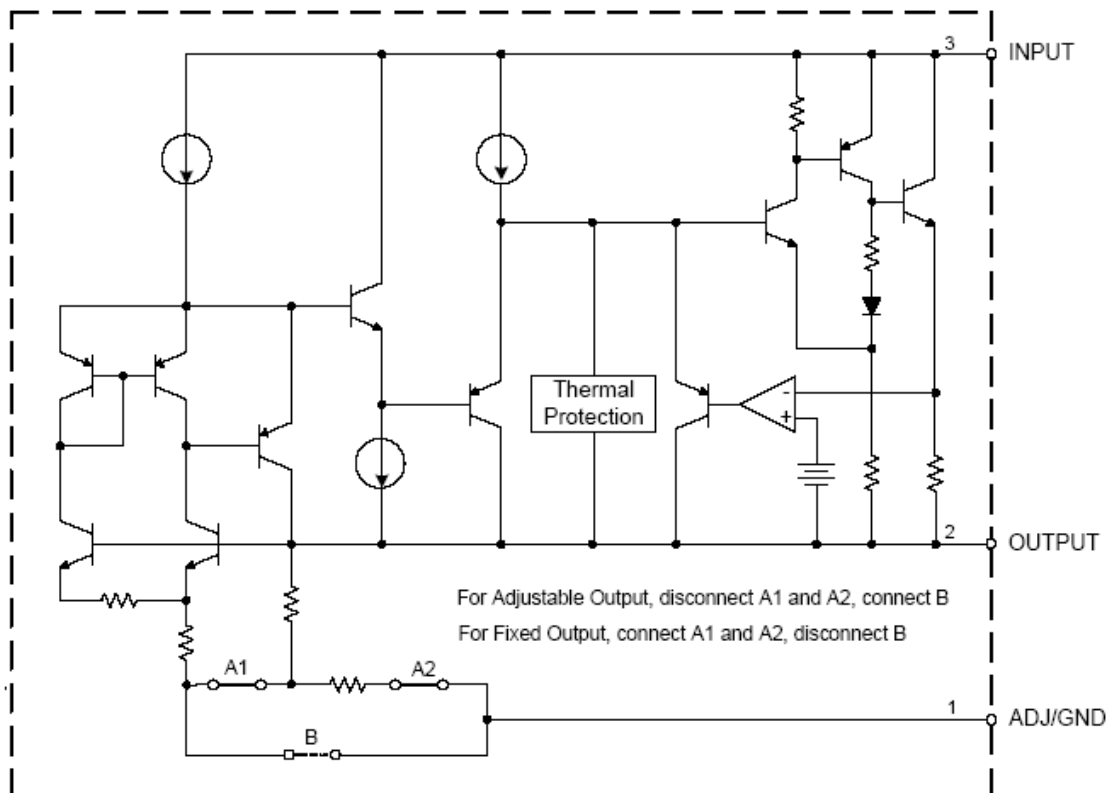 3 INPUT
Thermal
Protection
-
+
2 OUTPUT
For Adjustable Output, disconnect A1 and A2, connect B
For Fixed Output, connect A1 and A2, disconnect B
A1 A2
1 ADJ/GND
B